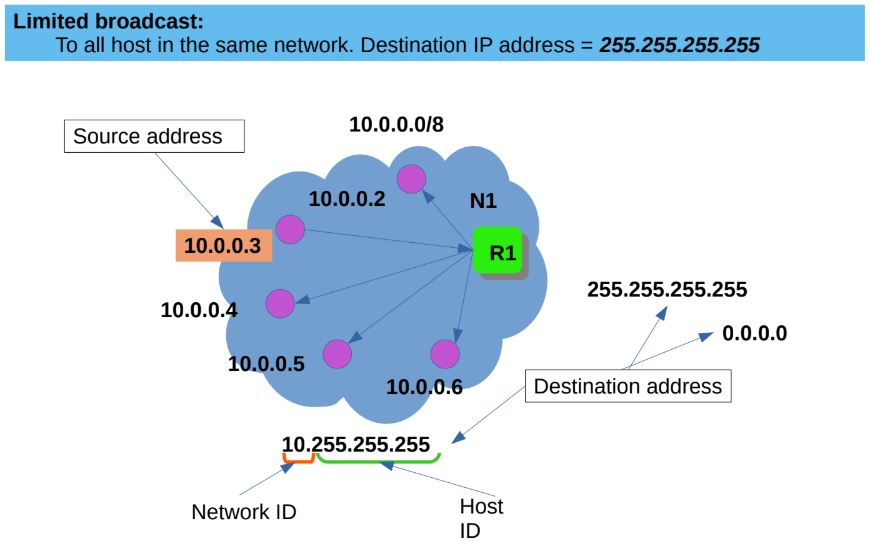 Limited broadcast:
To all host in the same network. Destination IP address = 255.255.255.255
10.0.0.0/8
Source address
10.0.0.2
N1
10.0.0.3
R1
255.255.255.255
10.0.0.4
0.0.0.0
10.0.0.5
10.0.0.6
Destination address
10.255.255.255
Network ID
Host
ID